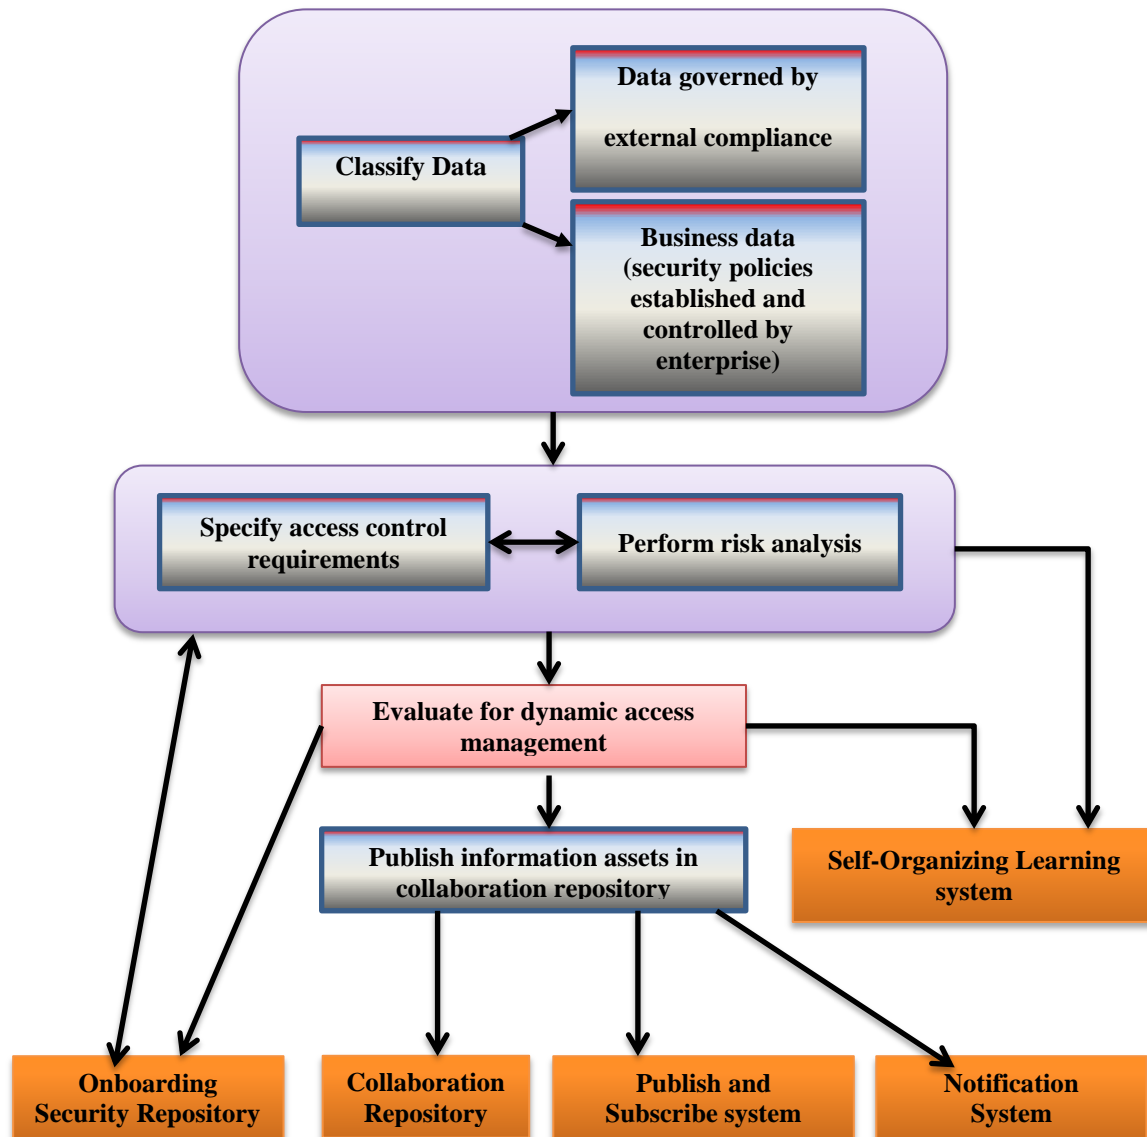 Data governed by
external compliance
Classify Data
Business data
(security policies
established and
controlled by
enterprise)
Specify access control
requirements
Perform risk analysis
Evaluate for dynamic access
management
Publish information assets in
collaboration repository
Self-Organizing Learning
system
Onboarding
Security Repository
Collaboration
Repository
Publish and
Subscribe system
Notification
System